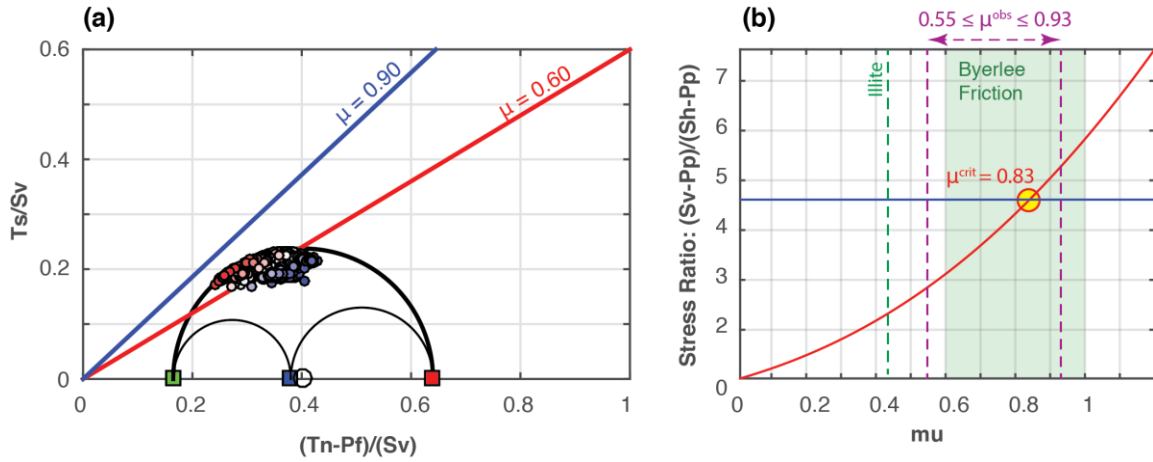 (a)
0.6
0.4
0.2
0
Ts/Sv
μ = 0.90
μ = 0.60
0 0.2 0.4 0.6 0.8 1
(Tn-Pf)/(Sv)
(b)
0.55 ≤ μᵒᵇˢ ≤ 0.93
Stress Ratio: (Sv-Pp)/(Sh-Pp)
7
6
5
4
3
2
1
0
Illite
Byerlee
Friction
μᶜʳⁱᵗ = 0.83
0 0.2 0.4 0.6 0.8 1
mu